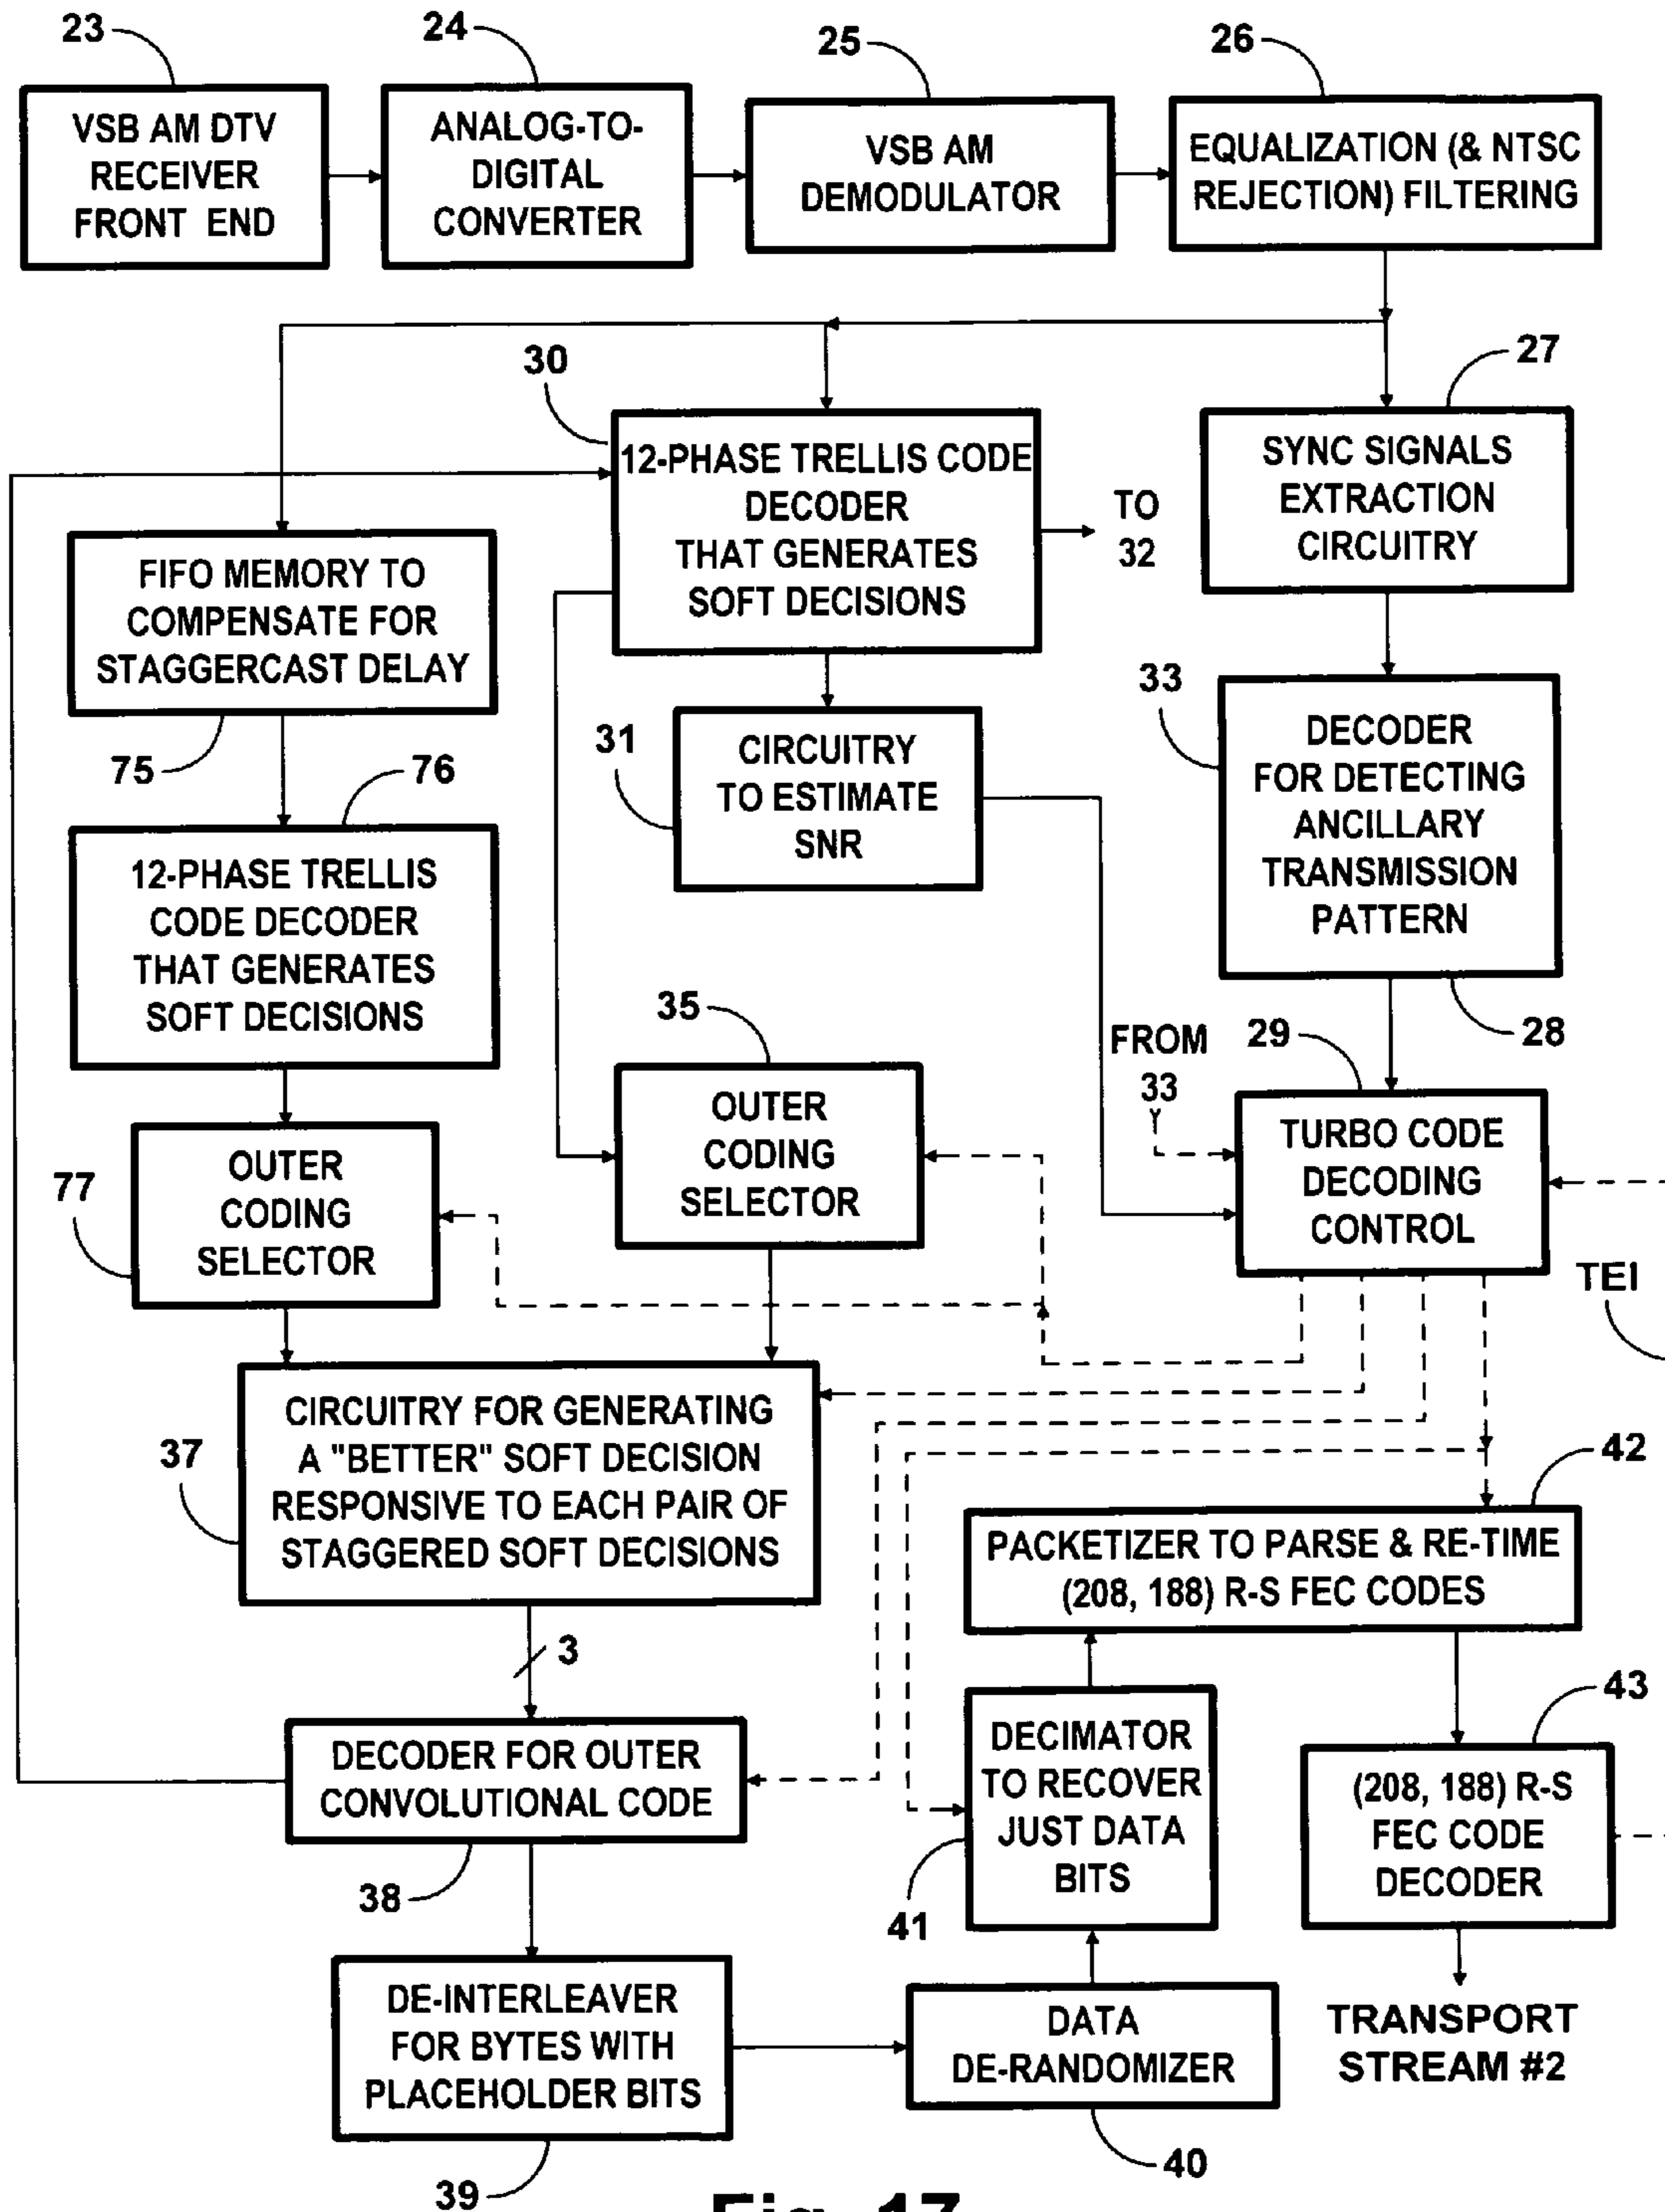 23
24
25
26
VSB AM DTV
RECEIVER
FRONT END
ANALOG-TO-
DIGITAL
CONVERTER
VSB AM
DEMODULATOR
EQUALIZATION (& NTSC
REJECTION) FILTERING
30
27
12-PHASE TRELLIS CODE
DECODER
THAT GENERATES
SOFT DECISIONS
TO
32
SYNC SIGNALS
EXTRACTION
CIRCUITRY
FIFO MEMORY TO
COMPENSATE FOR
STAGGERCAST DELAY
75
76
31
CIRCUITRY
TO ESTIMATE
SNR
33
DECODER
FOR DETECTING
ANCILLARY
TRANSMISSION
PATTERN
28
12-PHASE TRELLIS
CODE DECODER
THAT GENERATES
SOFT DECISIONS
35
FROM
33
29
OUTER
CODING
SELECTOR
TURBO CODE
DECODING
CONTROL
77
OUTER
CODING
SELECTOR
TEI
37
CIRCUITRY FOR GENERATING
A "BETTER" SOFT DECISION
RESPONSIVE TO EACH PAIR OF
STAGGERED SOFT DECISIONS
42
PACKETIZER TO PARSE & RE-TIME
(208, 188) R-S FEC CODES
3
43
DECODER FOR OUTER
CONVOLUTIONAL CODE
38
DECIMATOR
TO RECOVER
JUST DATA
BITS
41
(208, 188) R-S
FEC CODE
DECODER
DE-INTERLEAVER
FOR BYTES WITH
PLACEHOLDER BITS
39
DATA
DE-RANDOMIZER
40
TRANSPORT
STREAM #2
Fig. 17